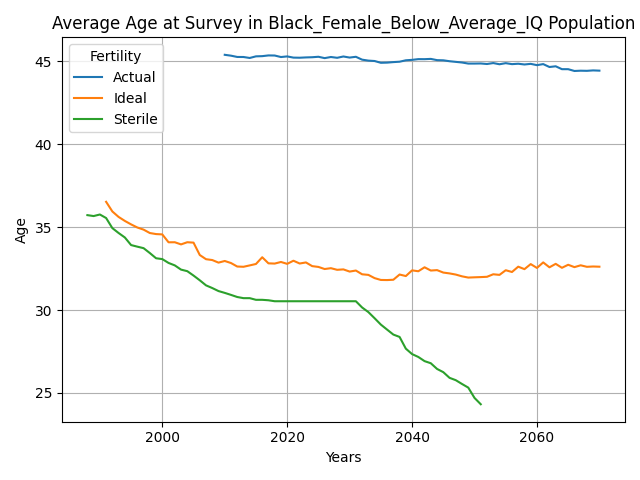 Average Age at Survey in Black_Female_Below_Average_IQ Population
Fertility
Actual
Ideal
Sterile
Age
45
40
35
30
25
2000
2020
2040
2060
Years